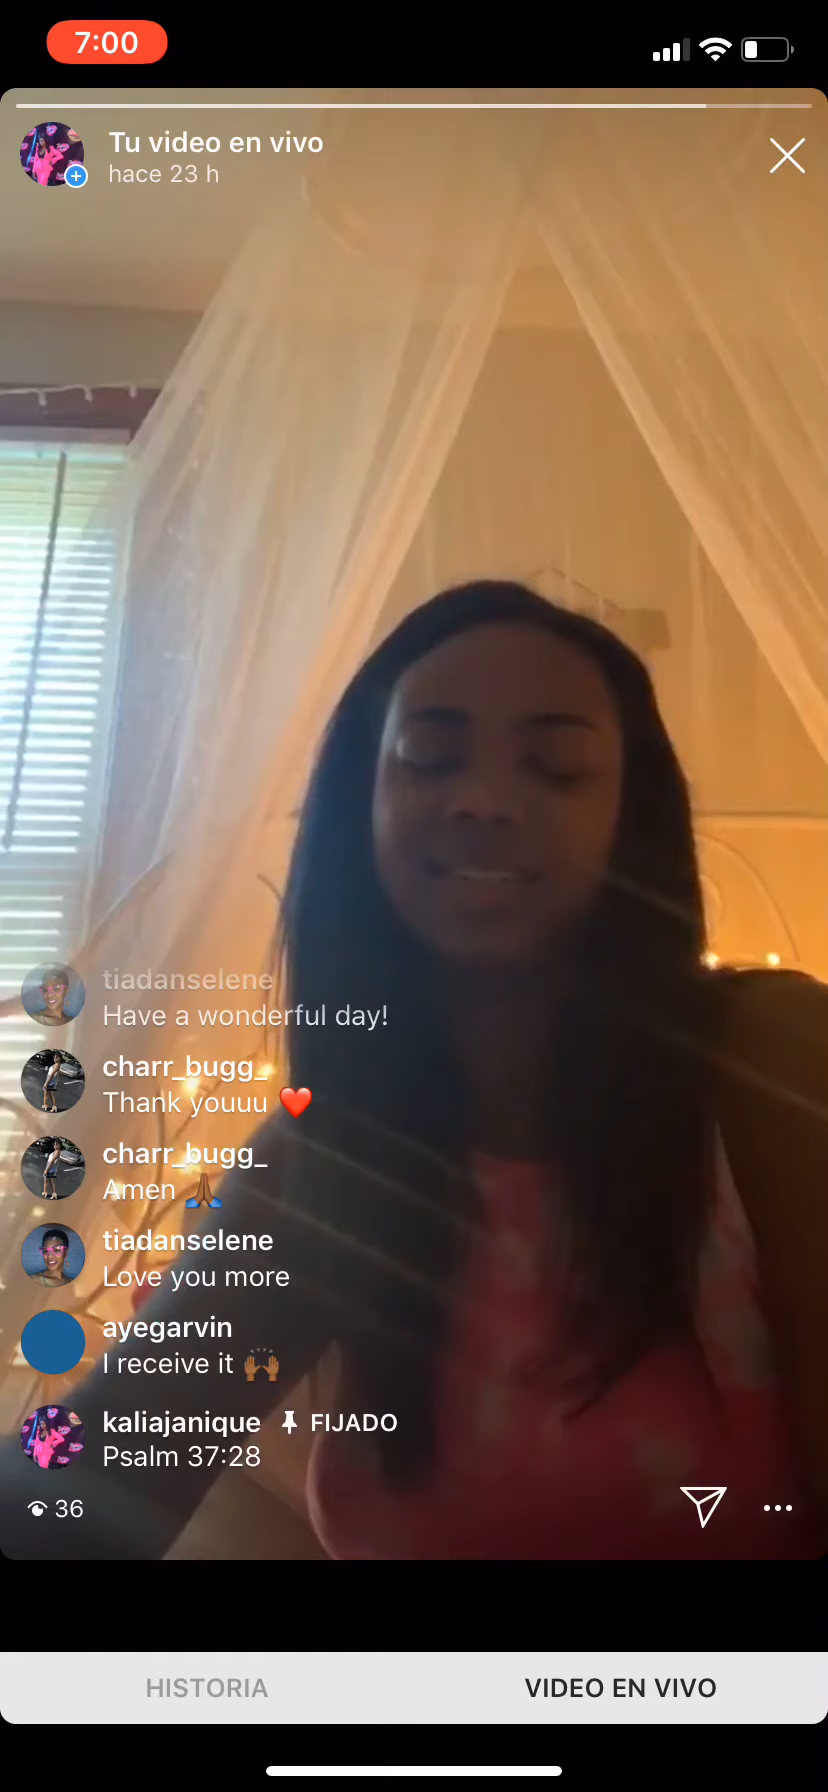 7:00
Tu video en vivo
hace 23 h
tiadanselene
Have a wonderful day!
charr_bugg_
Thank youuu ❤️
charr_bugg_
Amen 🙏🏾
tiadanselene
Love you more
ayegarvin
I receive it 🙌🏾
kaliajanique 📌 FIJADO
Psalm 37:28
36
HISTORIA
VIDEO EN VIVO